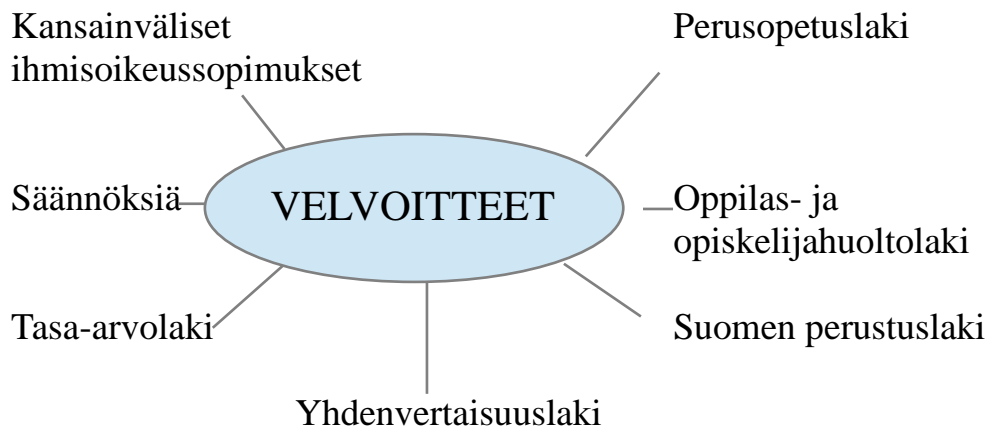 Kansainväliset
ihmisoikeussopimukset
Perusopetuslaki
Säännöksiä
VELVOITTEET
Oppilas- ja
opiskelijahuoltolaki
Tasa-arvolaki
Suomen perustuslaki
Yhdenvertaisuuslaki